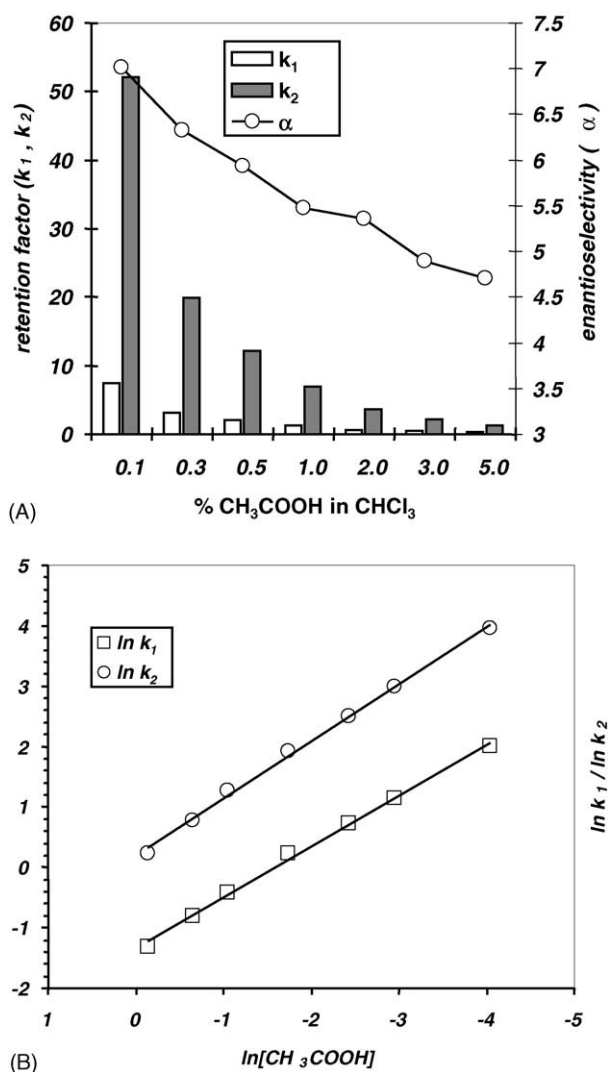 60
50
40
30
20
10
0
retention factor (k₁, k₂)
k₁
k₂
α
7.5
7
6.5
6
5.5
5
4.5
4
3.5
3
enantioselectivity (α)
0.1 0.3 0.5 1.0 2.0 3.0 5.0
% CH₃COOH in CHCl₃
(A)
5
4
3
2
1
0
-1
-2
ln k₁
ln k₂
ln k₁ / ln k₂
1 0 -1 -2 -3 -4 -5
ln[CH ₃COOH]
(B)